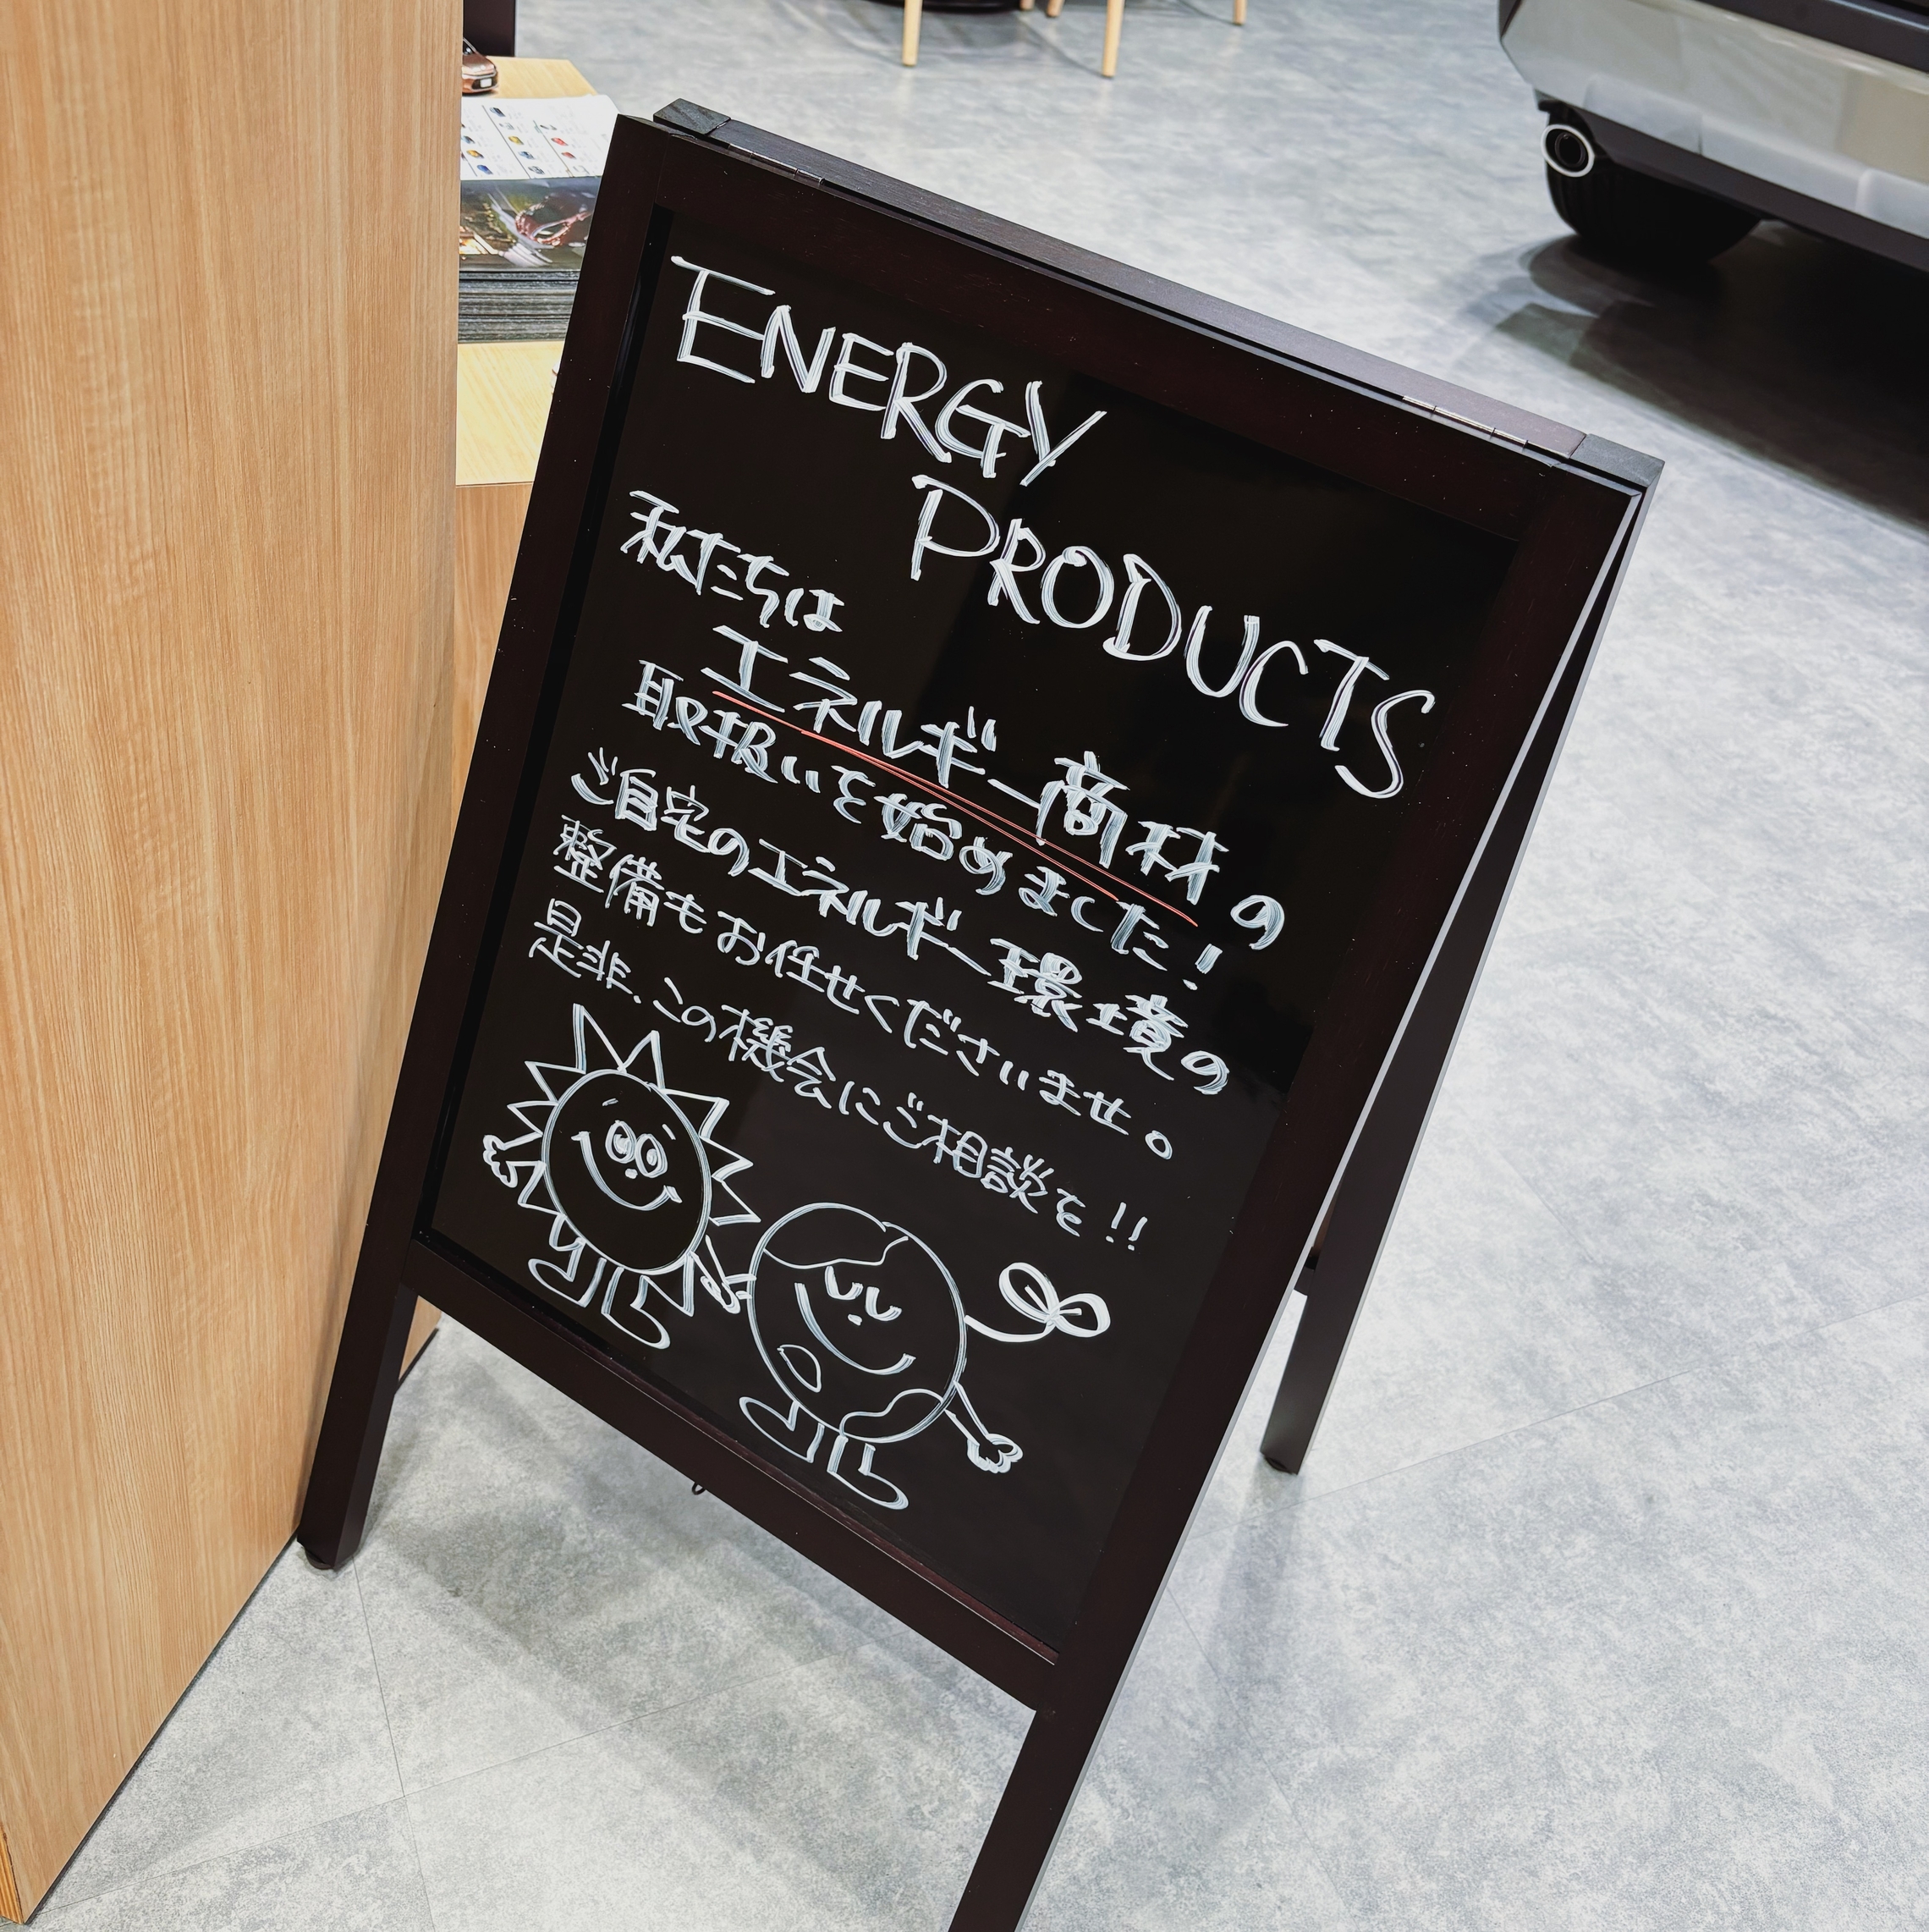 ENERGY
PRODUCTS
私たちは
エネルギー商材の
取扱いを始めました!
ご自宅のエネルギー環境の
整備もお任せくださいませ。
是非、この機会にご相談を!!